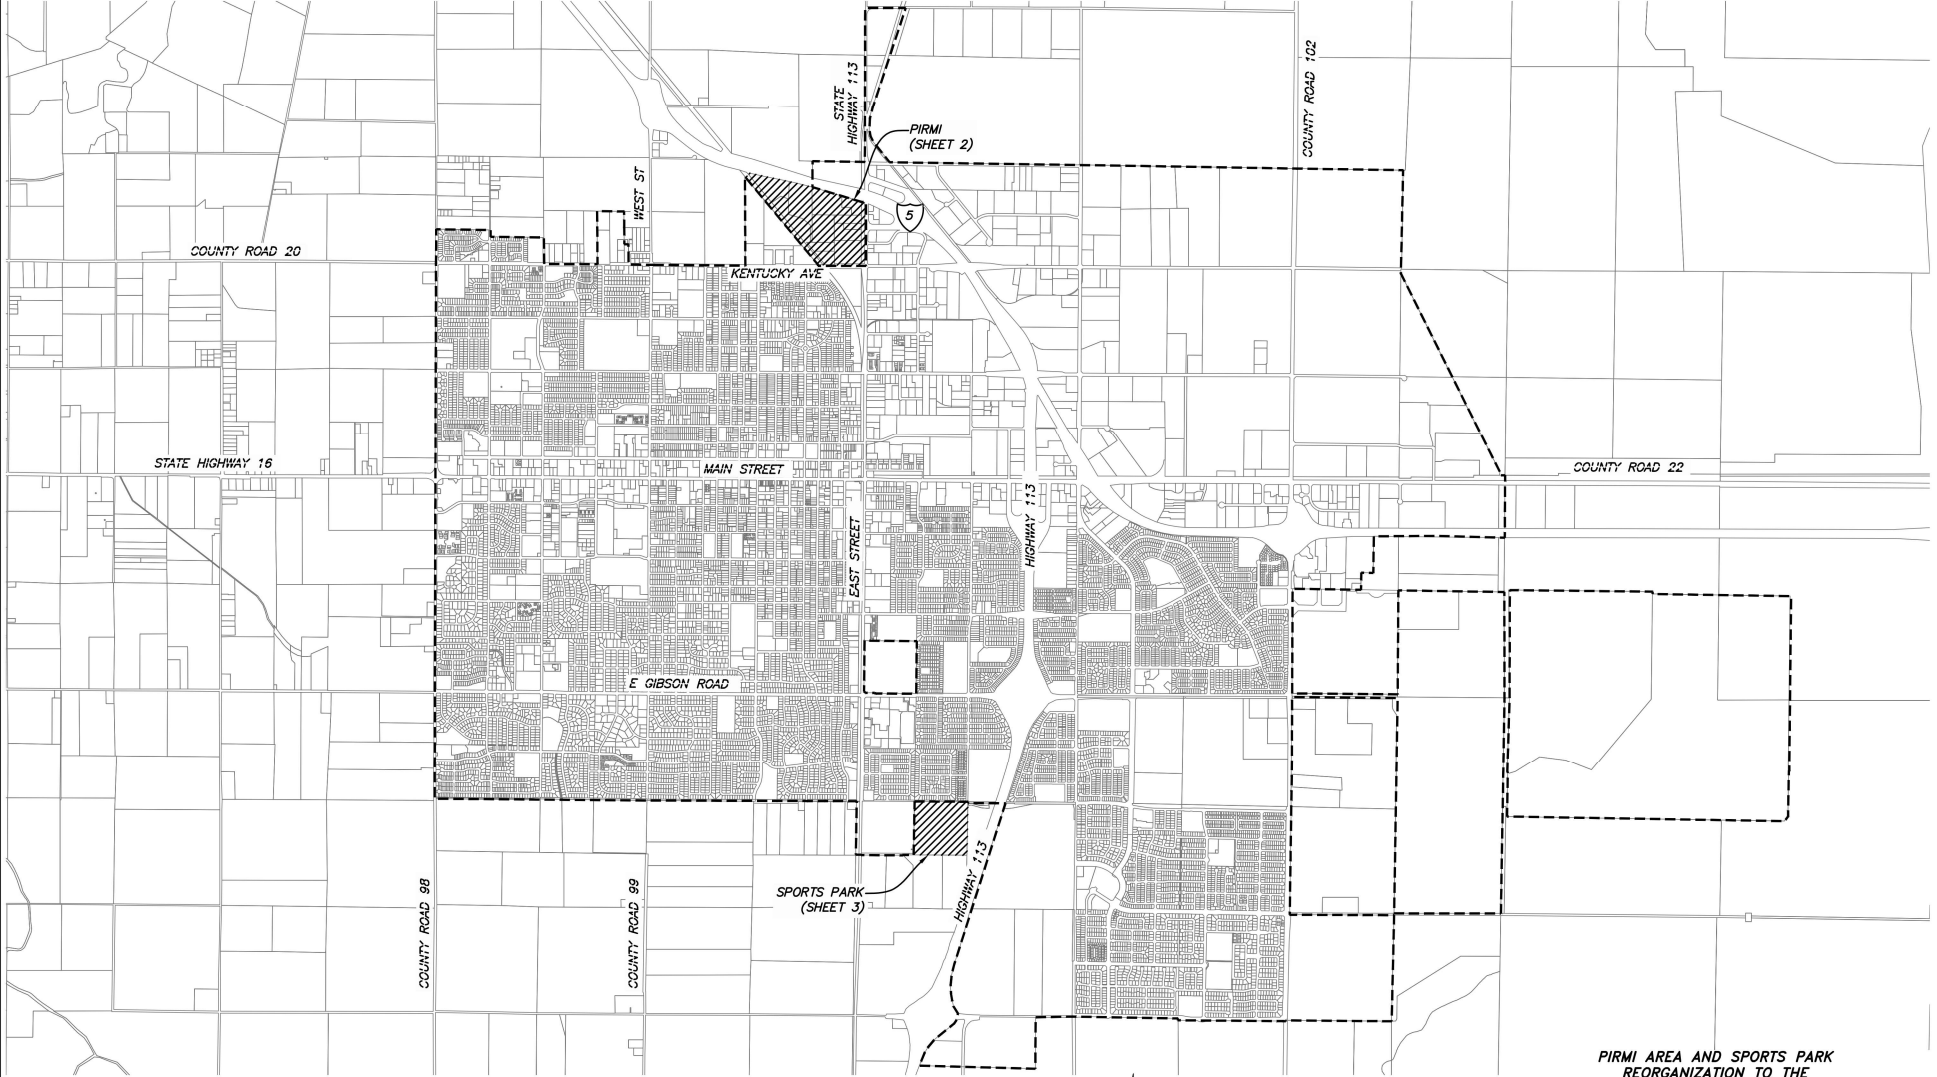 STATE
HIGHWAY 113
COUNTY ROAD 102
PIRMI
(SHEET 2)
WEST ST
5
COUNTY ROAD 20
KENTUCKY AVE
STATE HIGHWAY 16
MAIN STREET
COUNTY ROAD 22
HIGHWAY 113
EAST STREET
E GIBSON ROAD
SPORTS PARK
(SHEET 3)
HIGHWAY 113
COUNTY ROAD 98
COUNTY ROAD 99
PIRMI AREA AND SPORTS PARK
REORGANIZATION TO THE